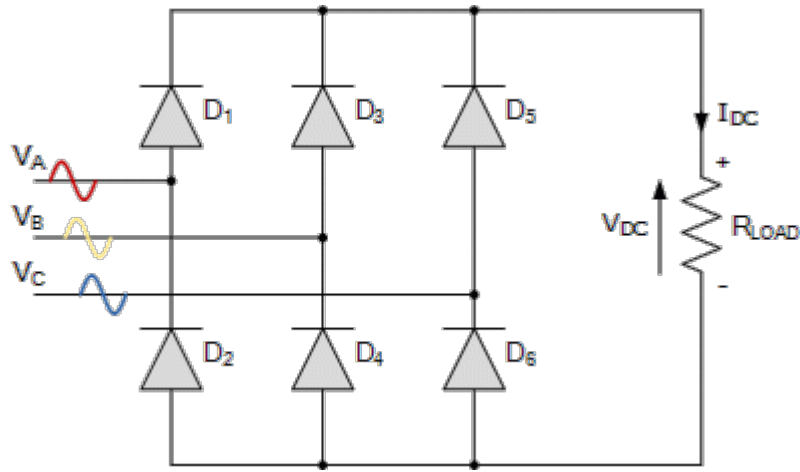 D1 D3 D5
IDC
VA
+
VB
VDC RLOAD
VC
-
D2 D4 D6